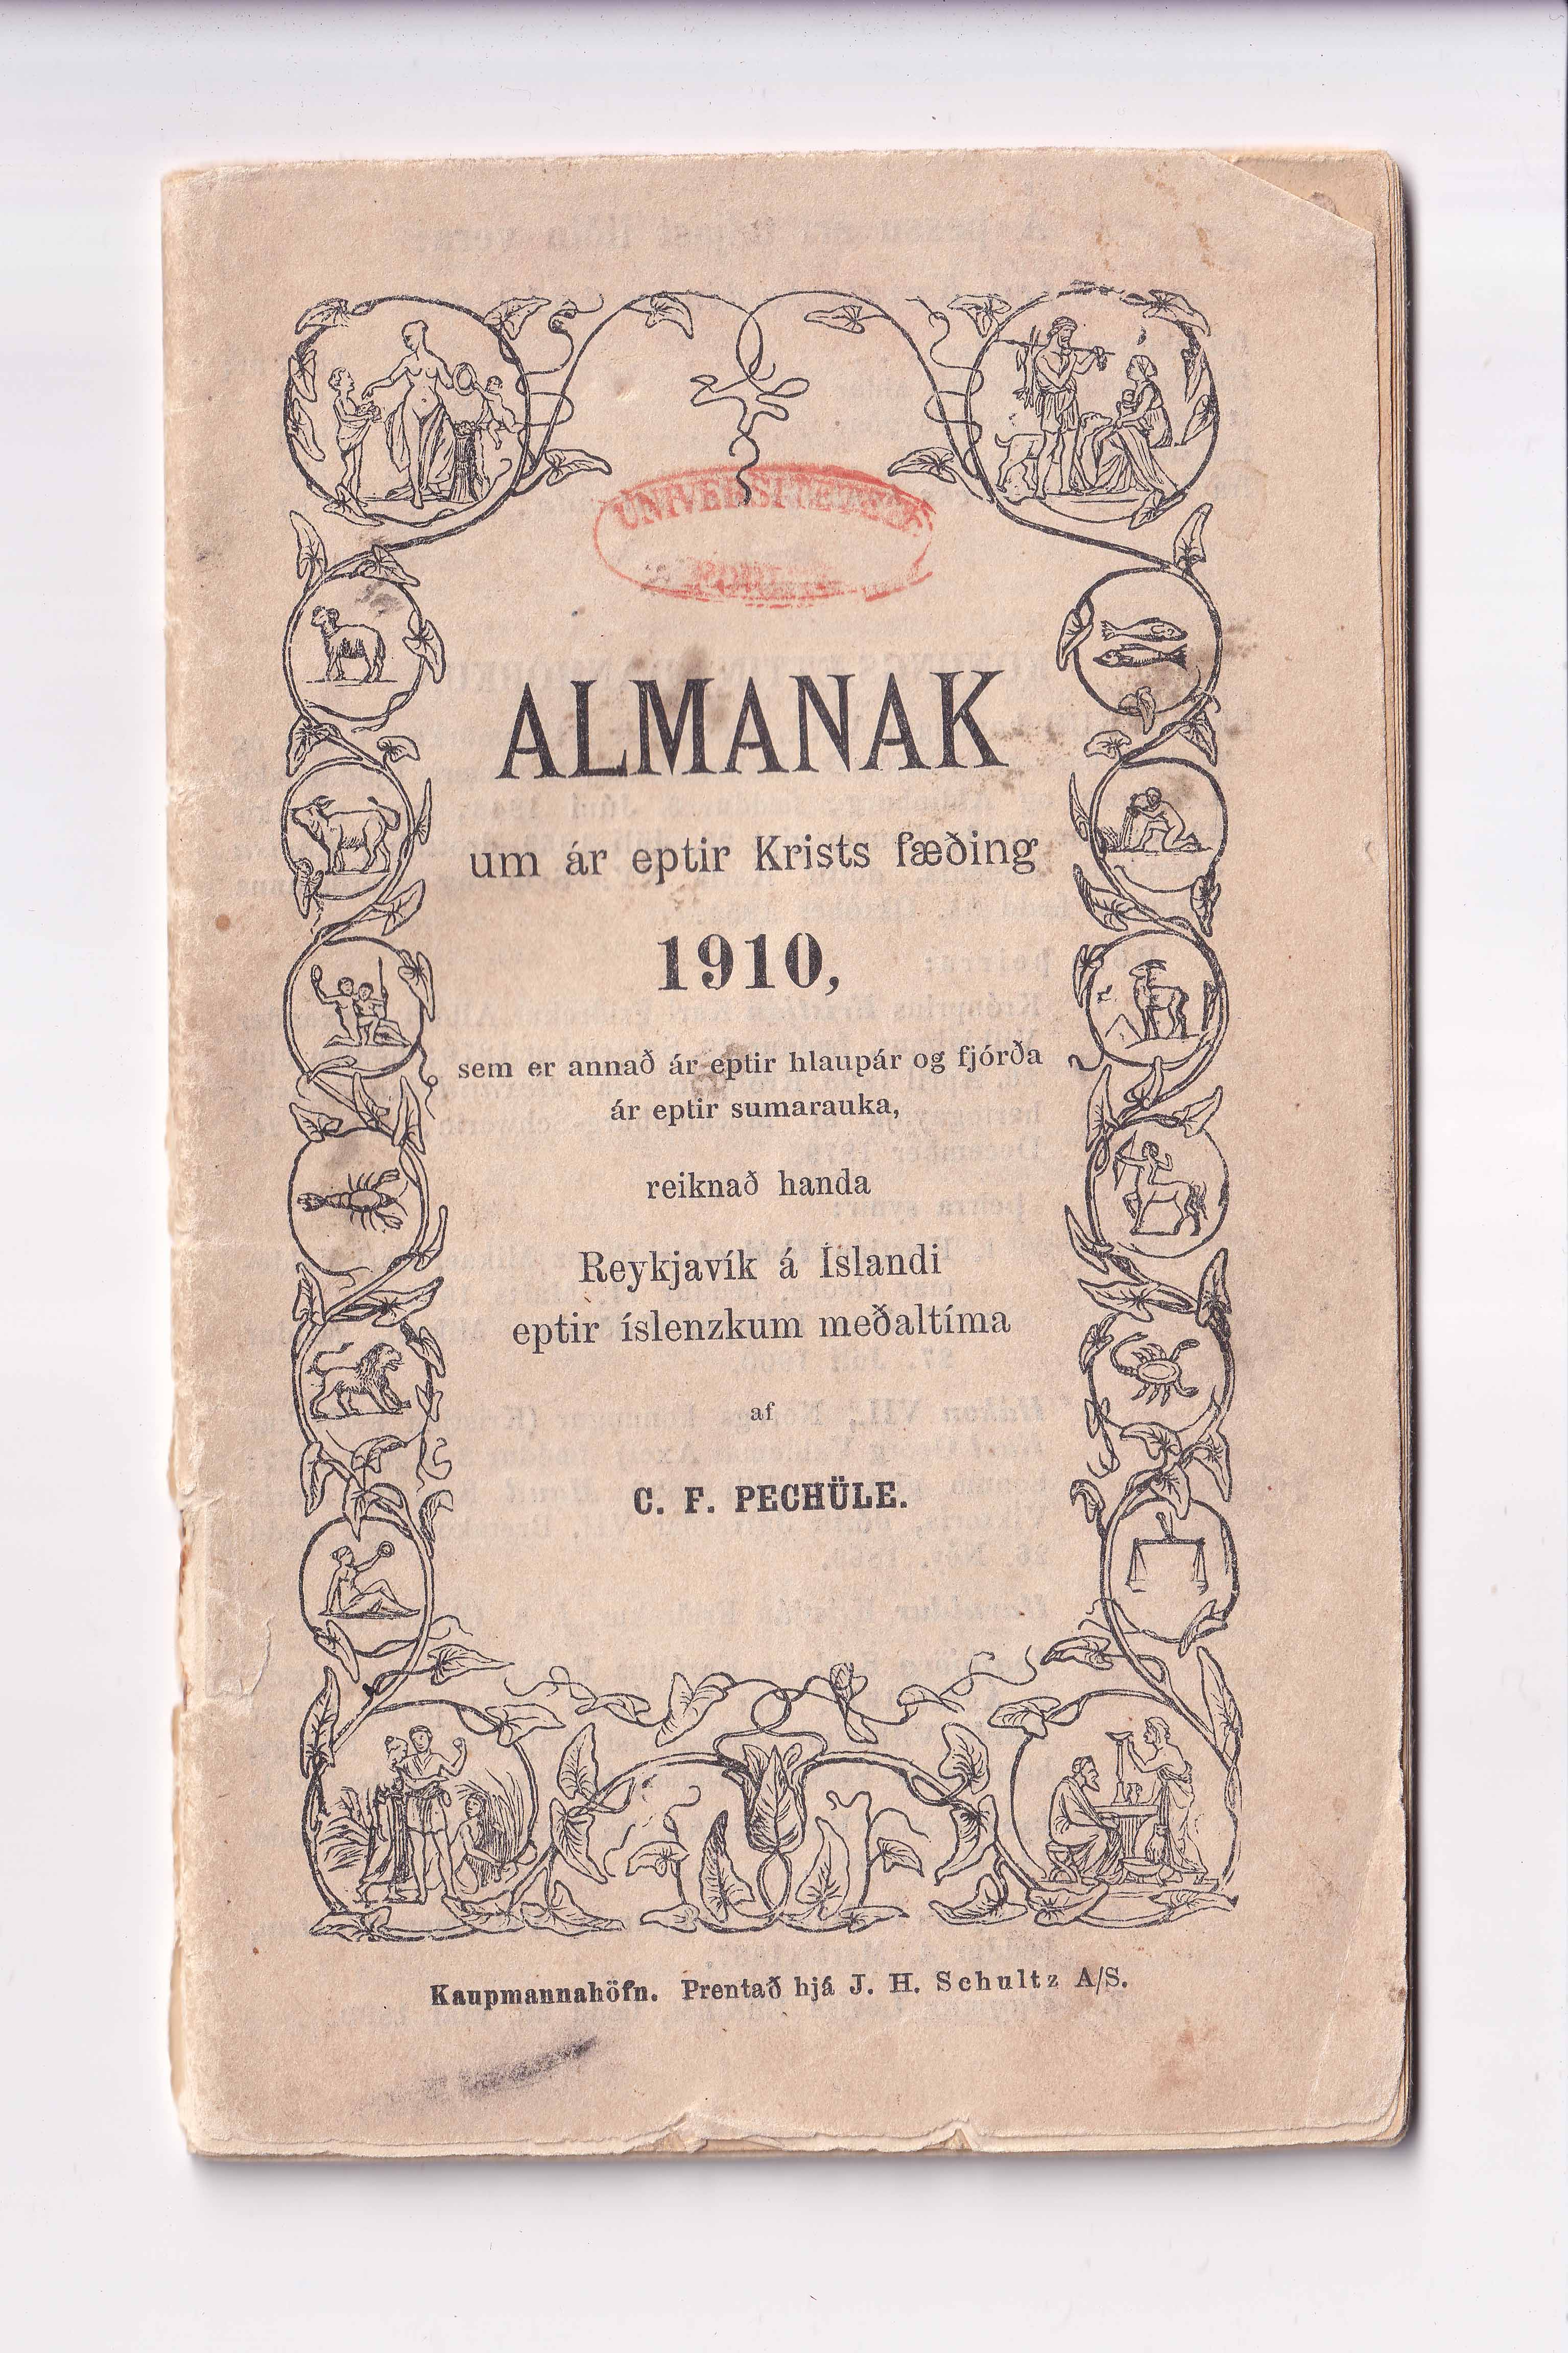 ALMANAK
um ár eptir Krists fæðing
1910,
sem er annað ár eptir hlaupár og fjórða
ár eptir sumarauka,
reiknað handa
Reykjavík á Íslandi
eptir íslenzkum meðaltíma
af
C. F. PECHÜLE.
Kaupmannahöfn. Prentað hjá J. H. Schultz A/S.